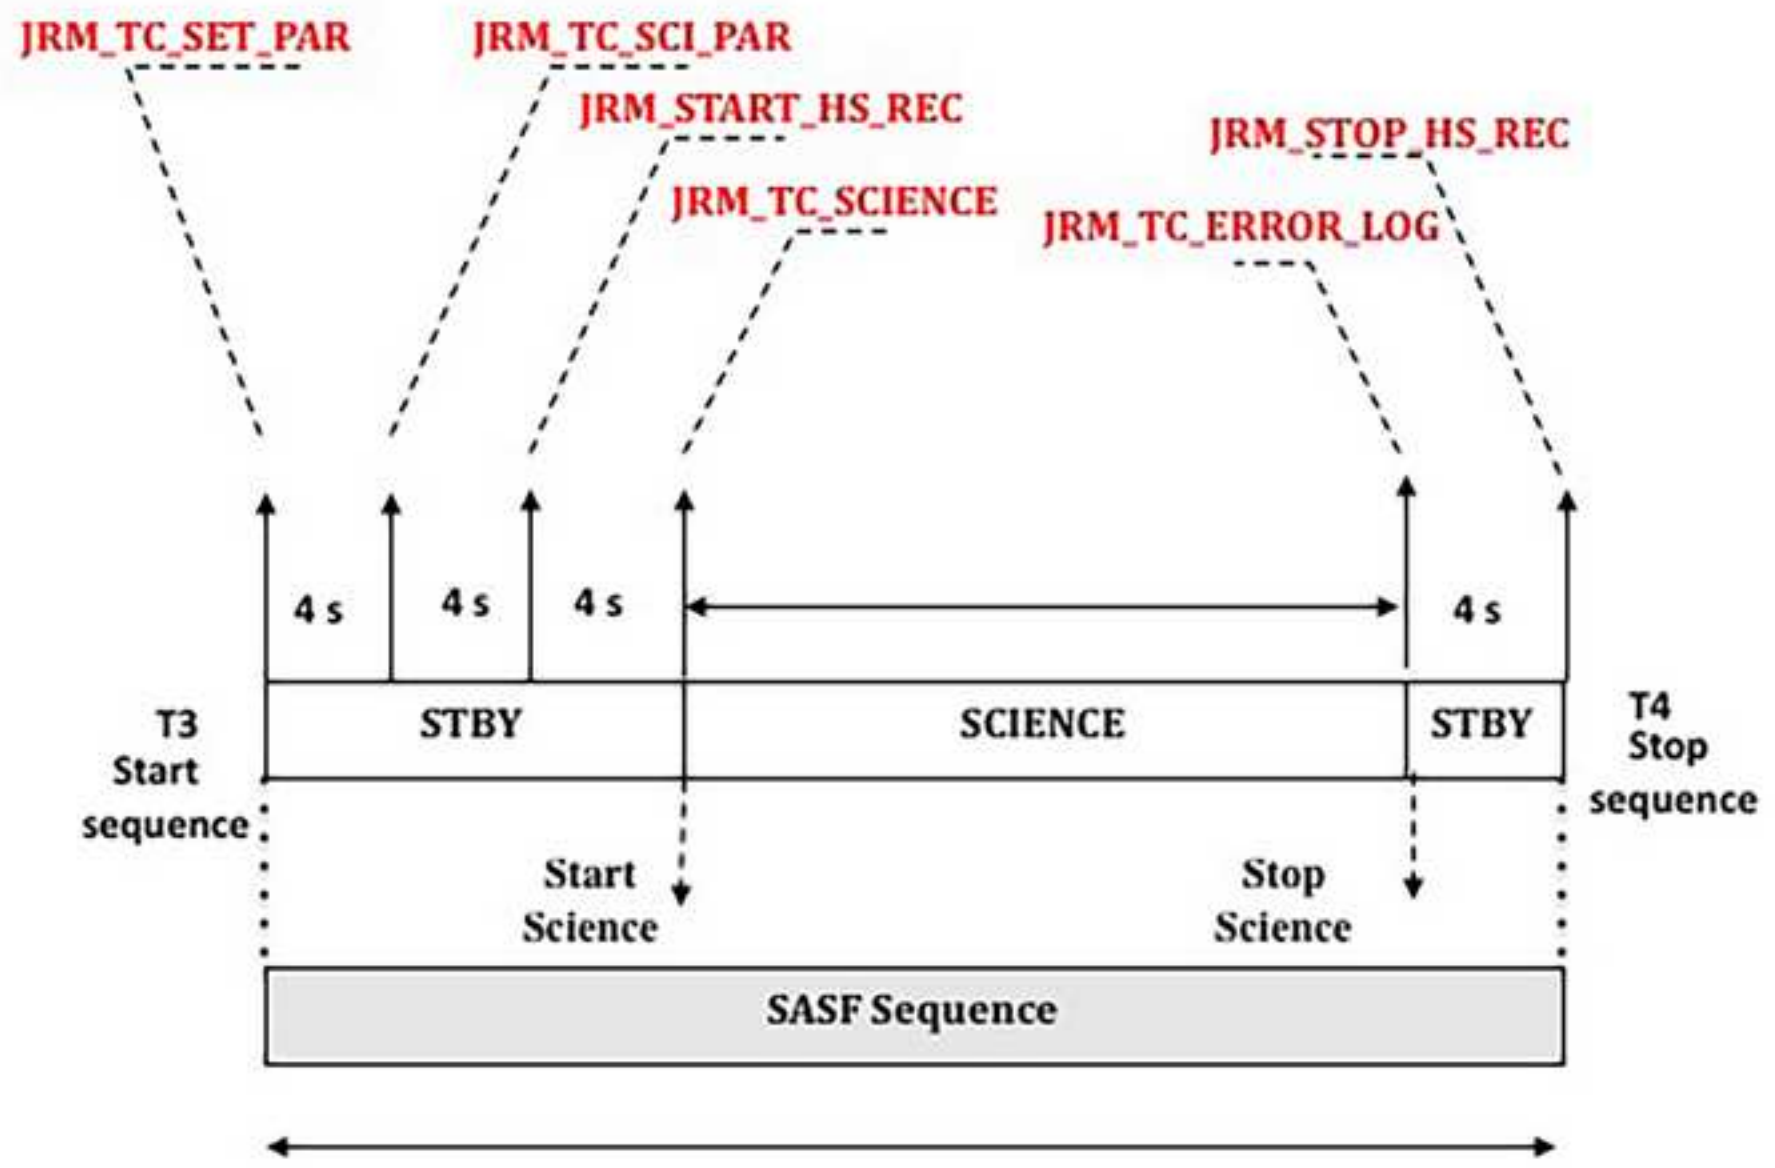 JRM_TC_SET_PAR
JRM_TC_SCI_PAR
JRM_START_HS_REC
JRM_STOP_HS_REC
JRM_TC_SCIENCE
JRM_TC_ERROR_LOG
4 s
4 s
4 s
4 s
T3
Start
sequence
STBY
SCIENCE
STBY
T4
Stop
sequence
Start
Science
Stop
Science
SASF Sequence